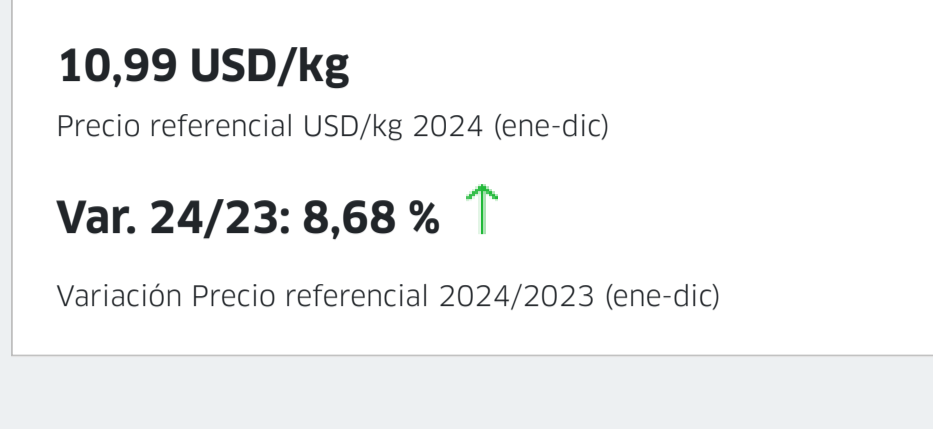 10,99 USD/kg
Precio referencial USD/kg 2024 (ene-dic)
Var. 24/23: 8,68 %
Variación Precio referencial 2024/2023 (ene-dic)